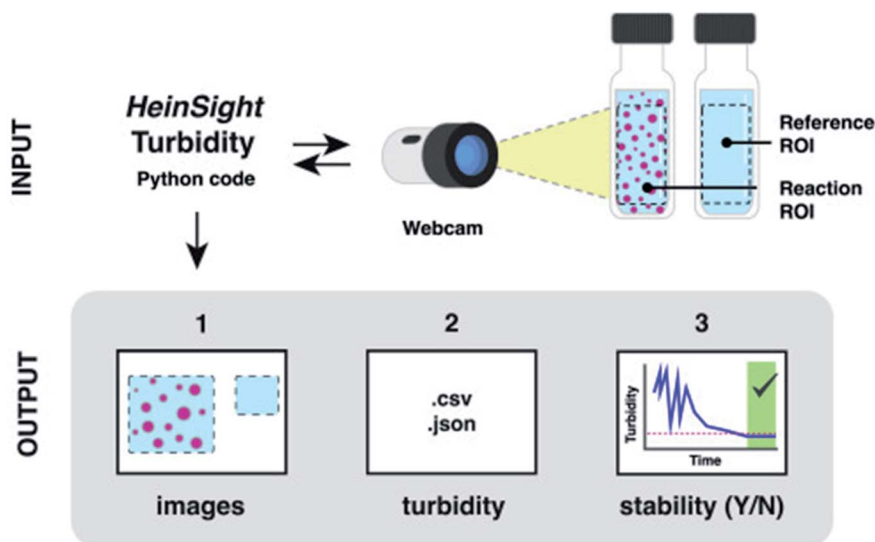 INPUT
HeinSight
Turbidity
Python code
Webcam
Reference
ROI
Reaction
ROI
OUTPUT
1
2
3
.csv
.json
Turbidity
Time
images
turbidity
stability (Y/N)